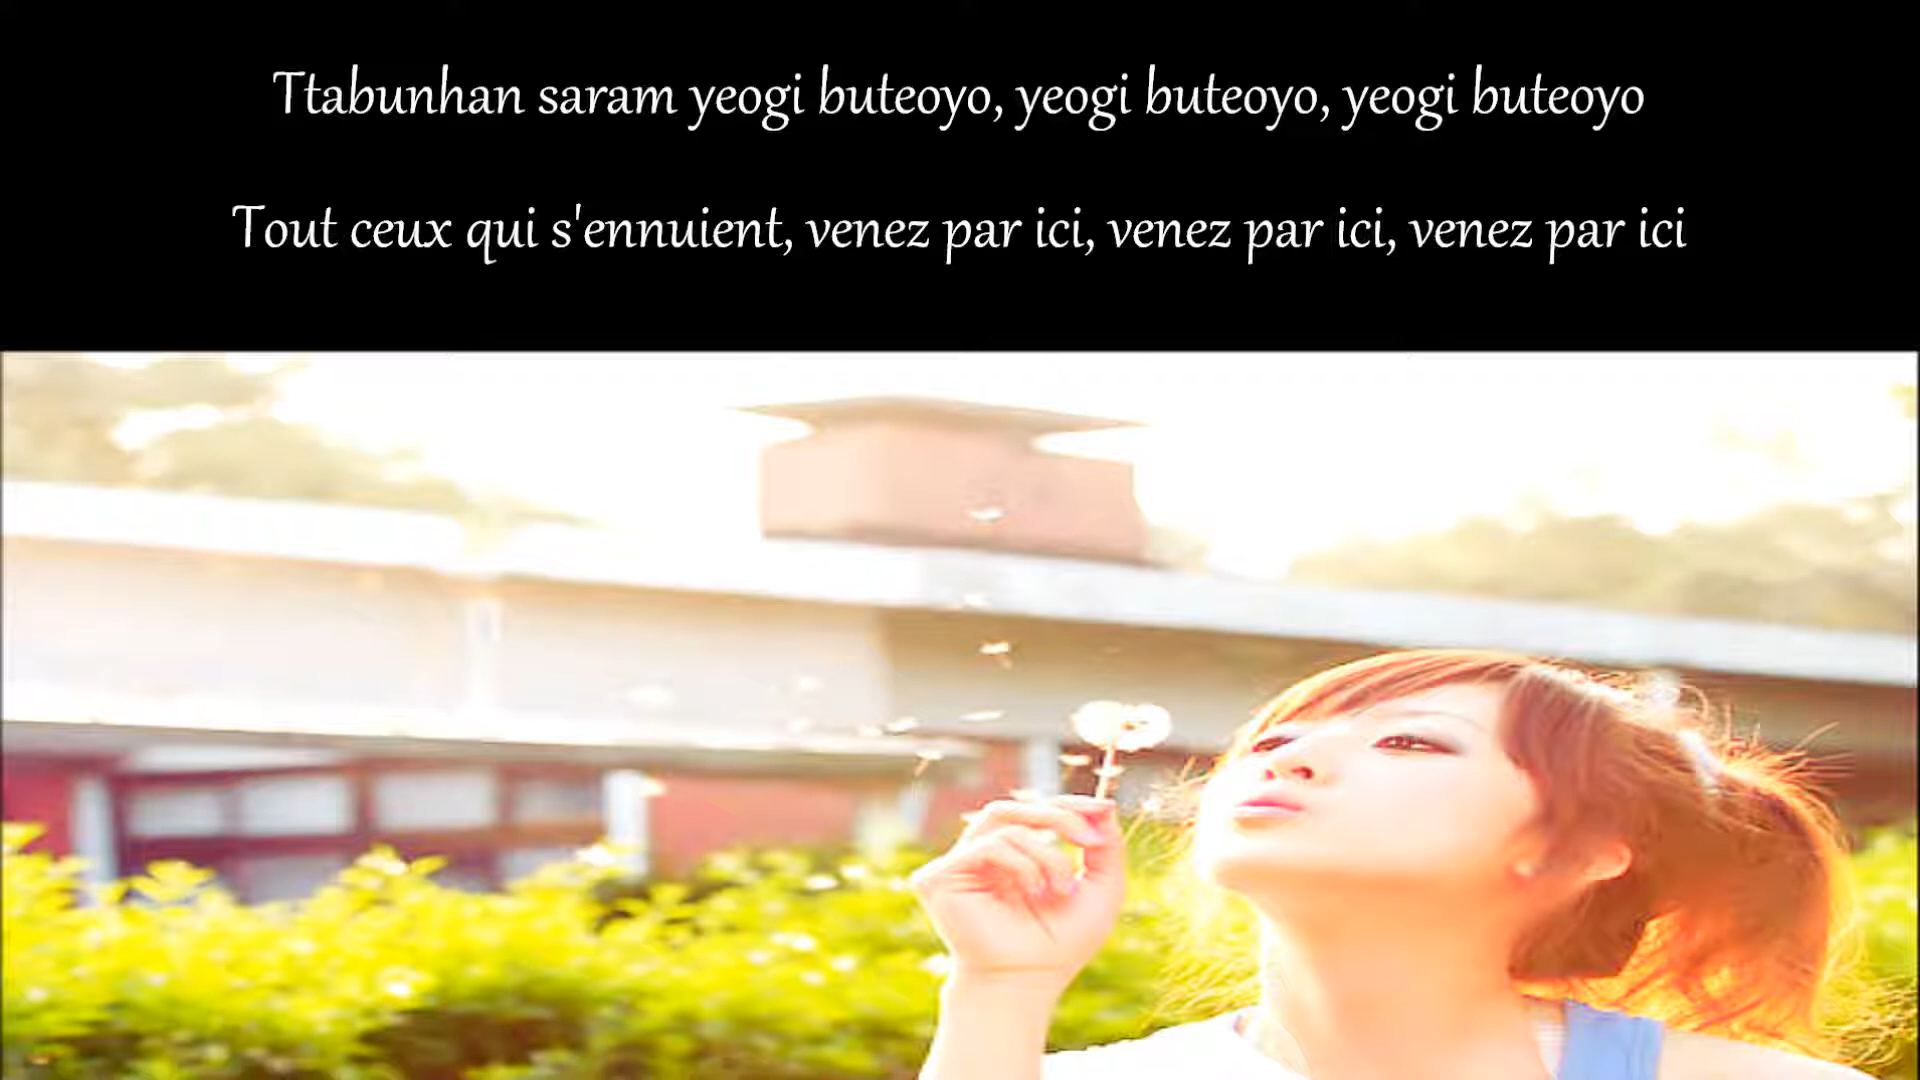 Ttabunhan saram yeogi buteoyo, yeogi buteoyo, yeogi buteoyo
Tout ceux qui s'ennuient, venez par ici, venez par ici, venez par ici